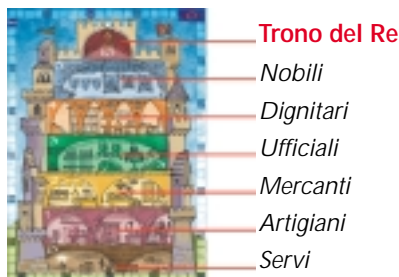 Trono del Re
Nobili
Dignitari
Ufficiali
Mercanti
Artigiani
Servi